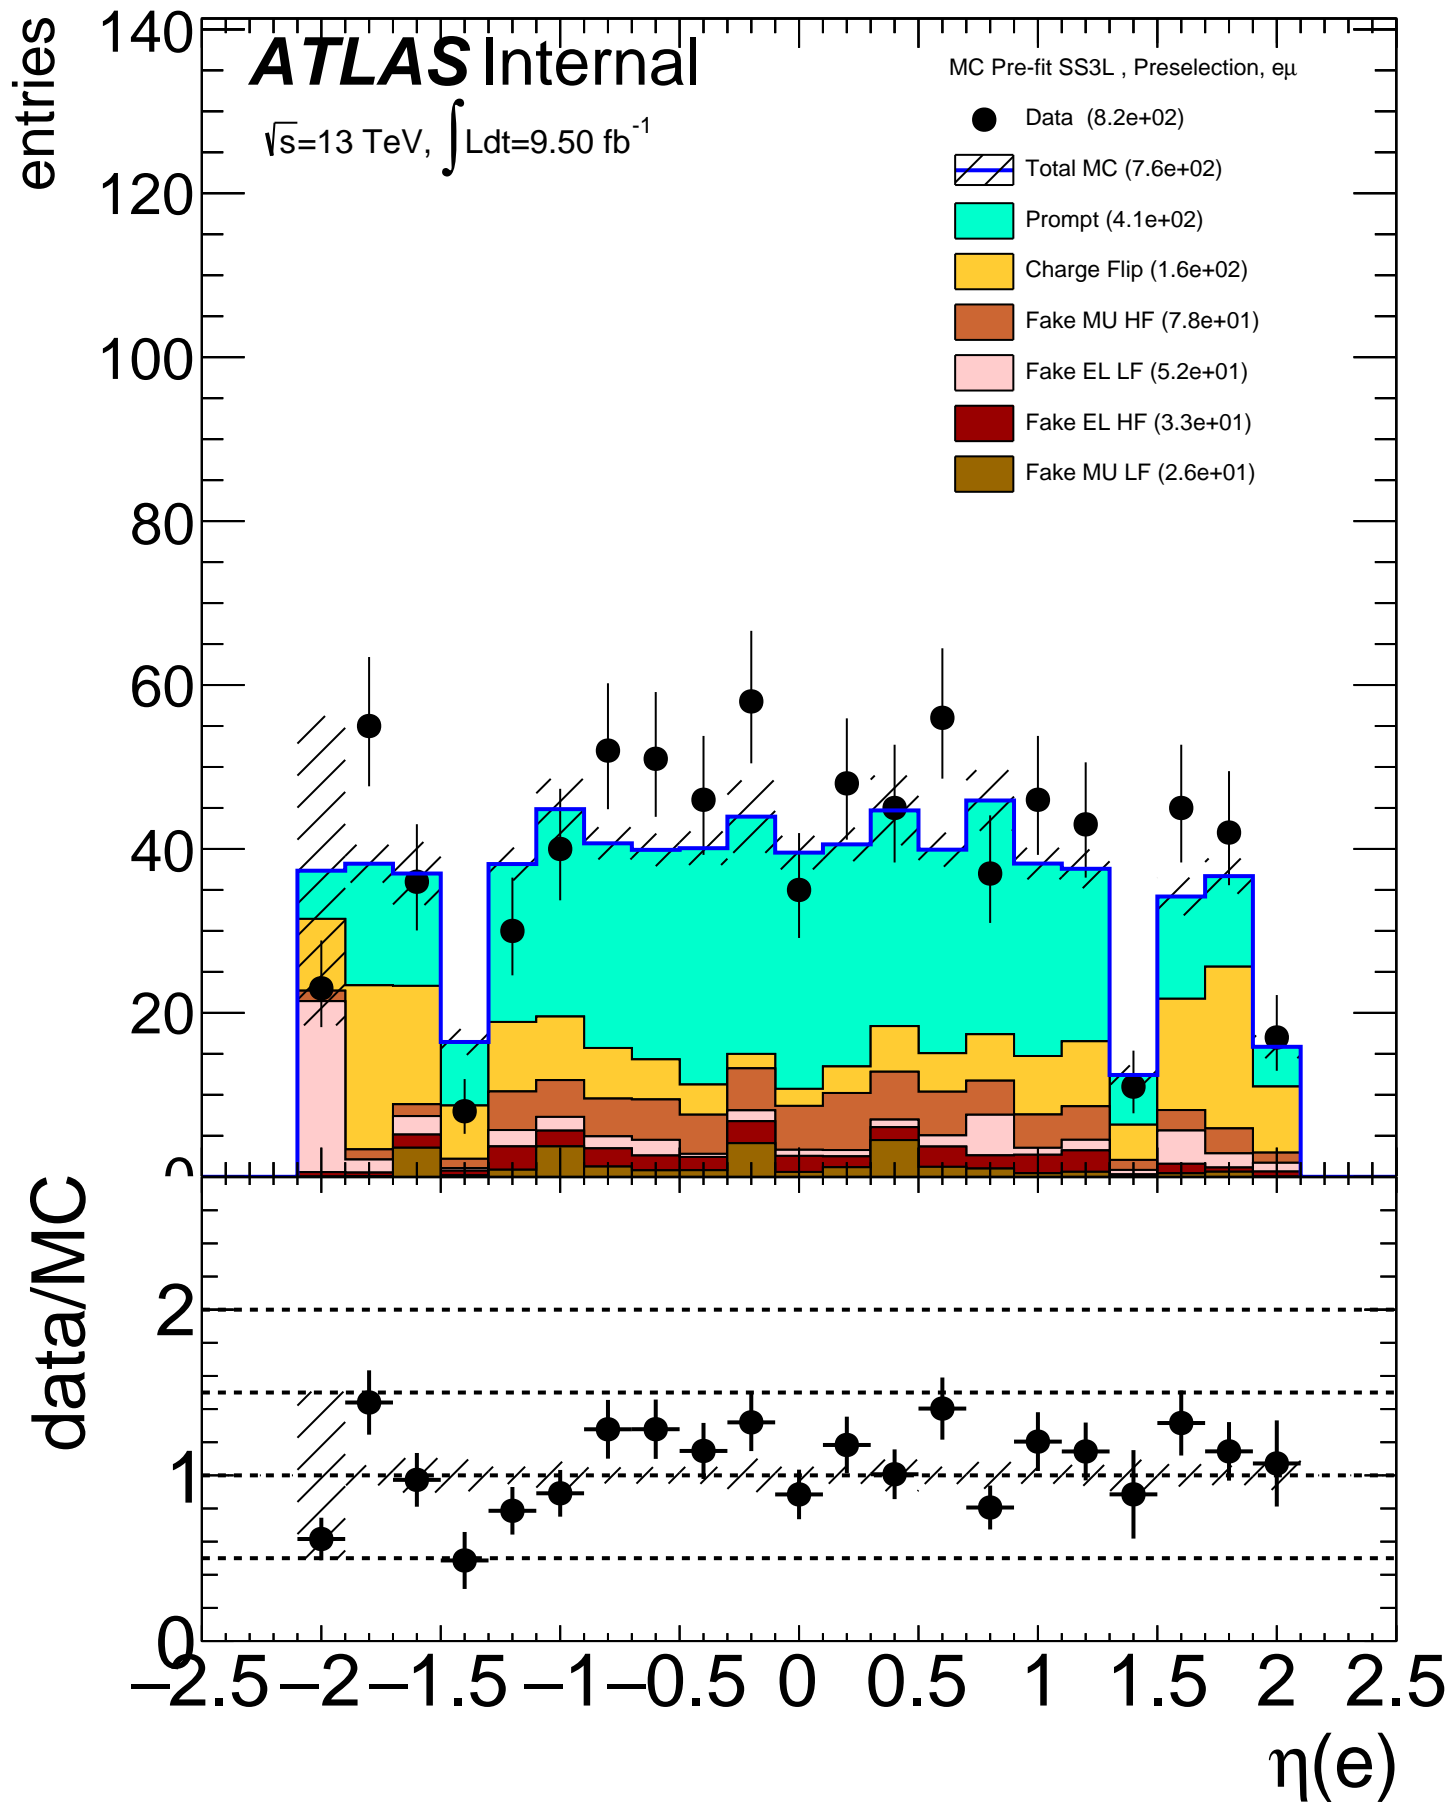 entries
140
120
100
80
60
40
20
0
ATLAS Internal
√s=13 TeV, ∫Ldt=9.50 fb⁻¹
MC Pre-fit SS3L , Preselection, eμ
Data (8.2e+02)
Total MC (7.6e+02)
Prompt (4.1e+02)
Charge Flip (1.6e+02)
Fake MU HF (7.8e+01)
Fake EL LF (5.2e+01)
Fake EL HF (3.3e+01)
Fake MU LF (2.6e+01)
data/MC
2
1
0
−2.5 −2 −1.5 −1 −0.5 0 0.5 1 1.5 2 2.5
η(e)